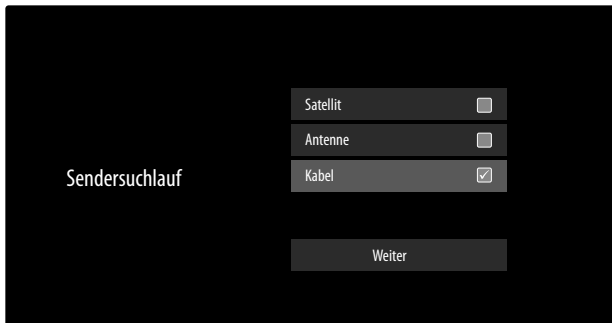 Satellit
Antenne
Sendersuchlauf
Kabel
Weiter